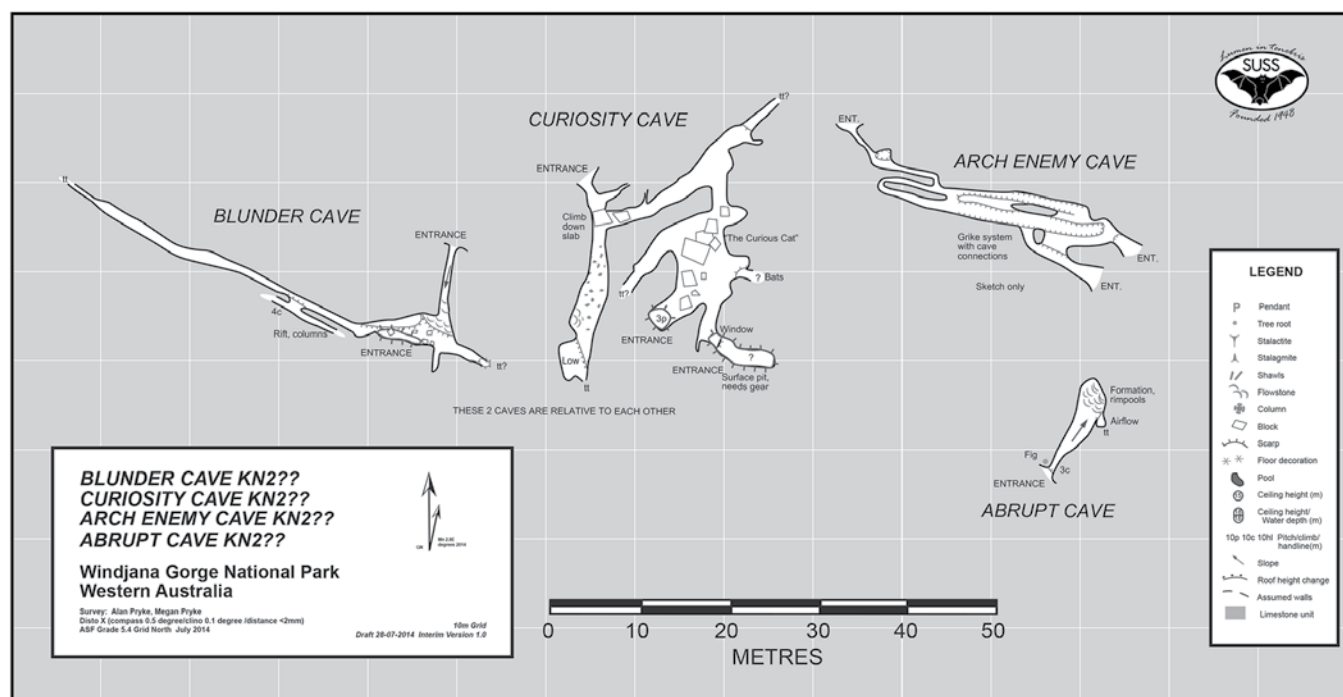 Lumen in tenebris
SUSS
Founded 1948
CURIOSITY CAVE
tt?
ENTRANCE
Climb
down
slab
"The Curious Cat"
? Bats
tt?
3p
ENTRANCE
Window
?
ENTRANCE
Surface pit,
needs gear
Low
tt
BLUNDER CAVE
tt
ENTRANCE
4c
Rift, columns
ENTRANCE
tt?
THESE 2 CAVES ARE RELATIVE TO EACH OTHER
ARCH ENEMY CAVE
ENT.
Grike system
with cave
connections
ENT.
Sketch only
ENT.
Formation,
rimpools
Airflow
tt
Fig
3c
ENTRANCE
ABRUPT CAVE
LEGEND
Pendant
Tree root
Stalactite
Stalagmite
Shawls
Flowstone
Column
Block
Scarp
Floor decoration
Pool
Ceiling height (m)
Ceiling height/
Water depth (m)
10p 10c 10hl Pitch/climb/
handline(m)
Slope
Roof height change
Assumed walls
Limestone unit
BLUNDER CAVE KN2??
CURIOSITY CAVE KN2??
ARCH ENEMY CAVE KN2??
ABRUPT CAVE KN2??
Windjana Gorge National Park
Western Australia
Survey: Alan Pryke, Megan Pryke
Disto X (compass 0.5 degree/clino 0.1 degree /distance <2mm)
ASF Grade 5.4 Grid North July 2014
GN
degrees 2014
10m Grid
Draft 28-07-2014 Interim Version 1.0
0 10 20 30 40 50
METRES